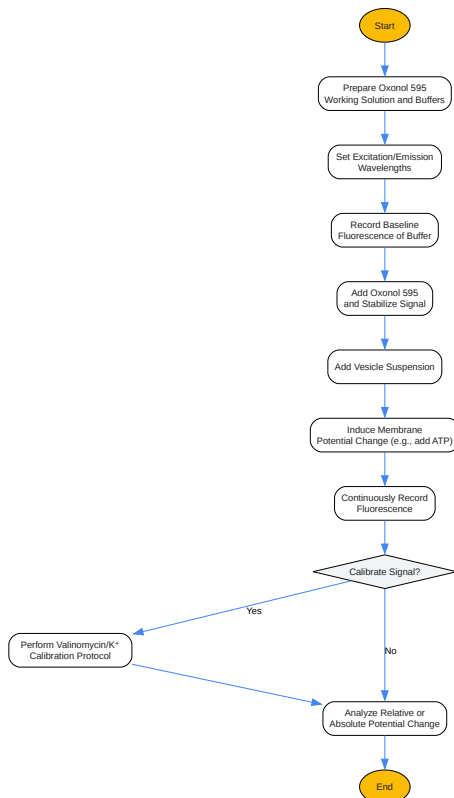 Start
Prepare Oxonol 595
Working Solution and Buffers
Set Excitation/Emission
Wavelengths
Record Baseline
Fluorescence of Buffer
Add Oxonol 595
and Stabilize Signal
Add Vesicle Suspension
Induce Membrane
Potential Change (e.g., add ATP)
Continuously Record
Fluorescence
Calibrate Signal?
Yes
No
Perform Valinomycin/K⁺
Calibration Protocol
Analyze Relative or
Absolute Potential Change
End